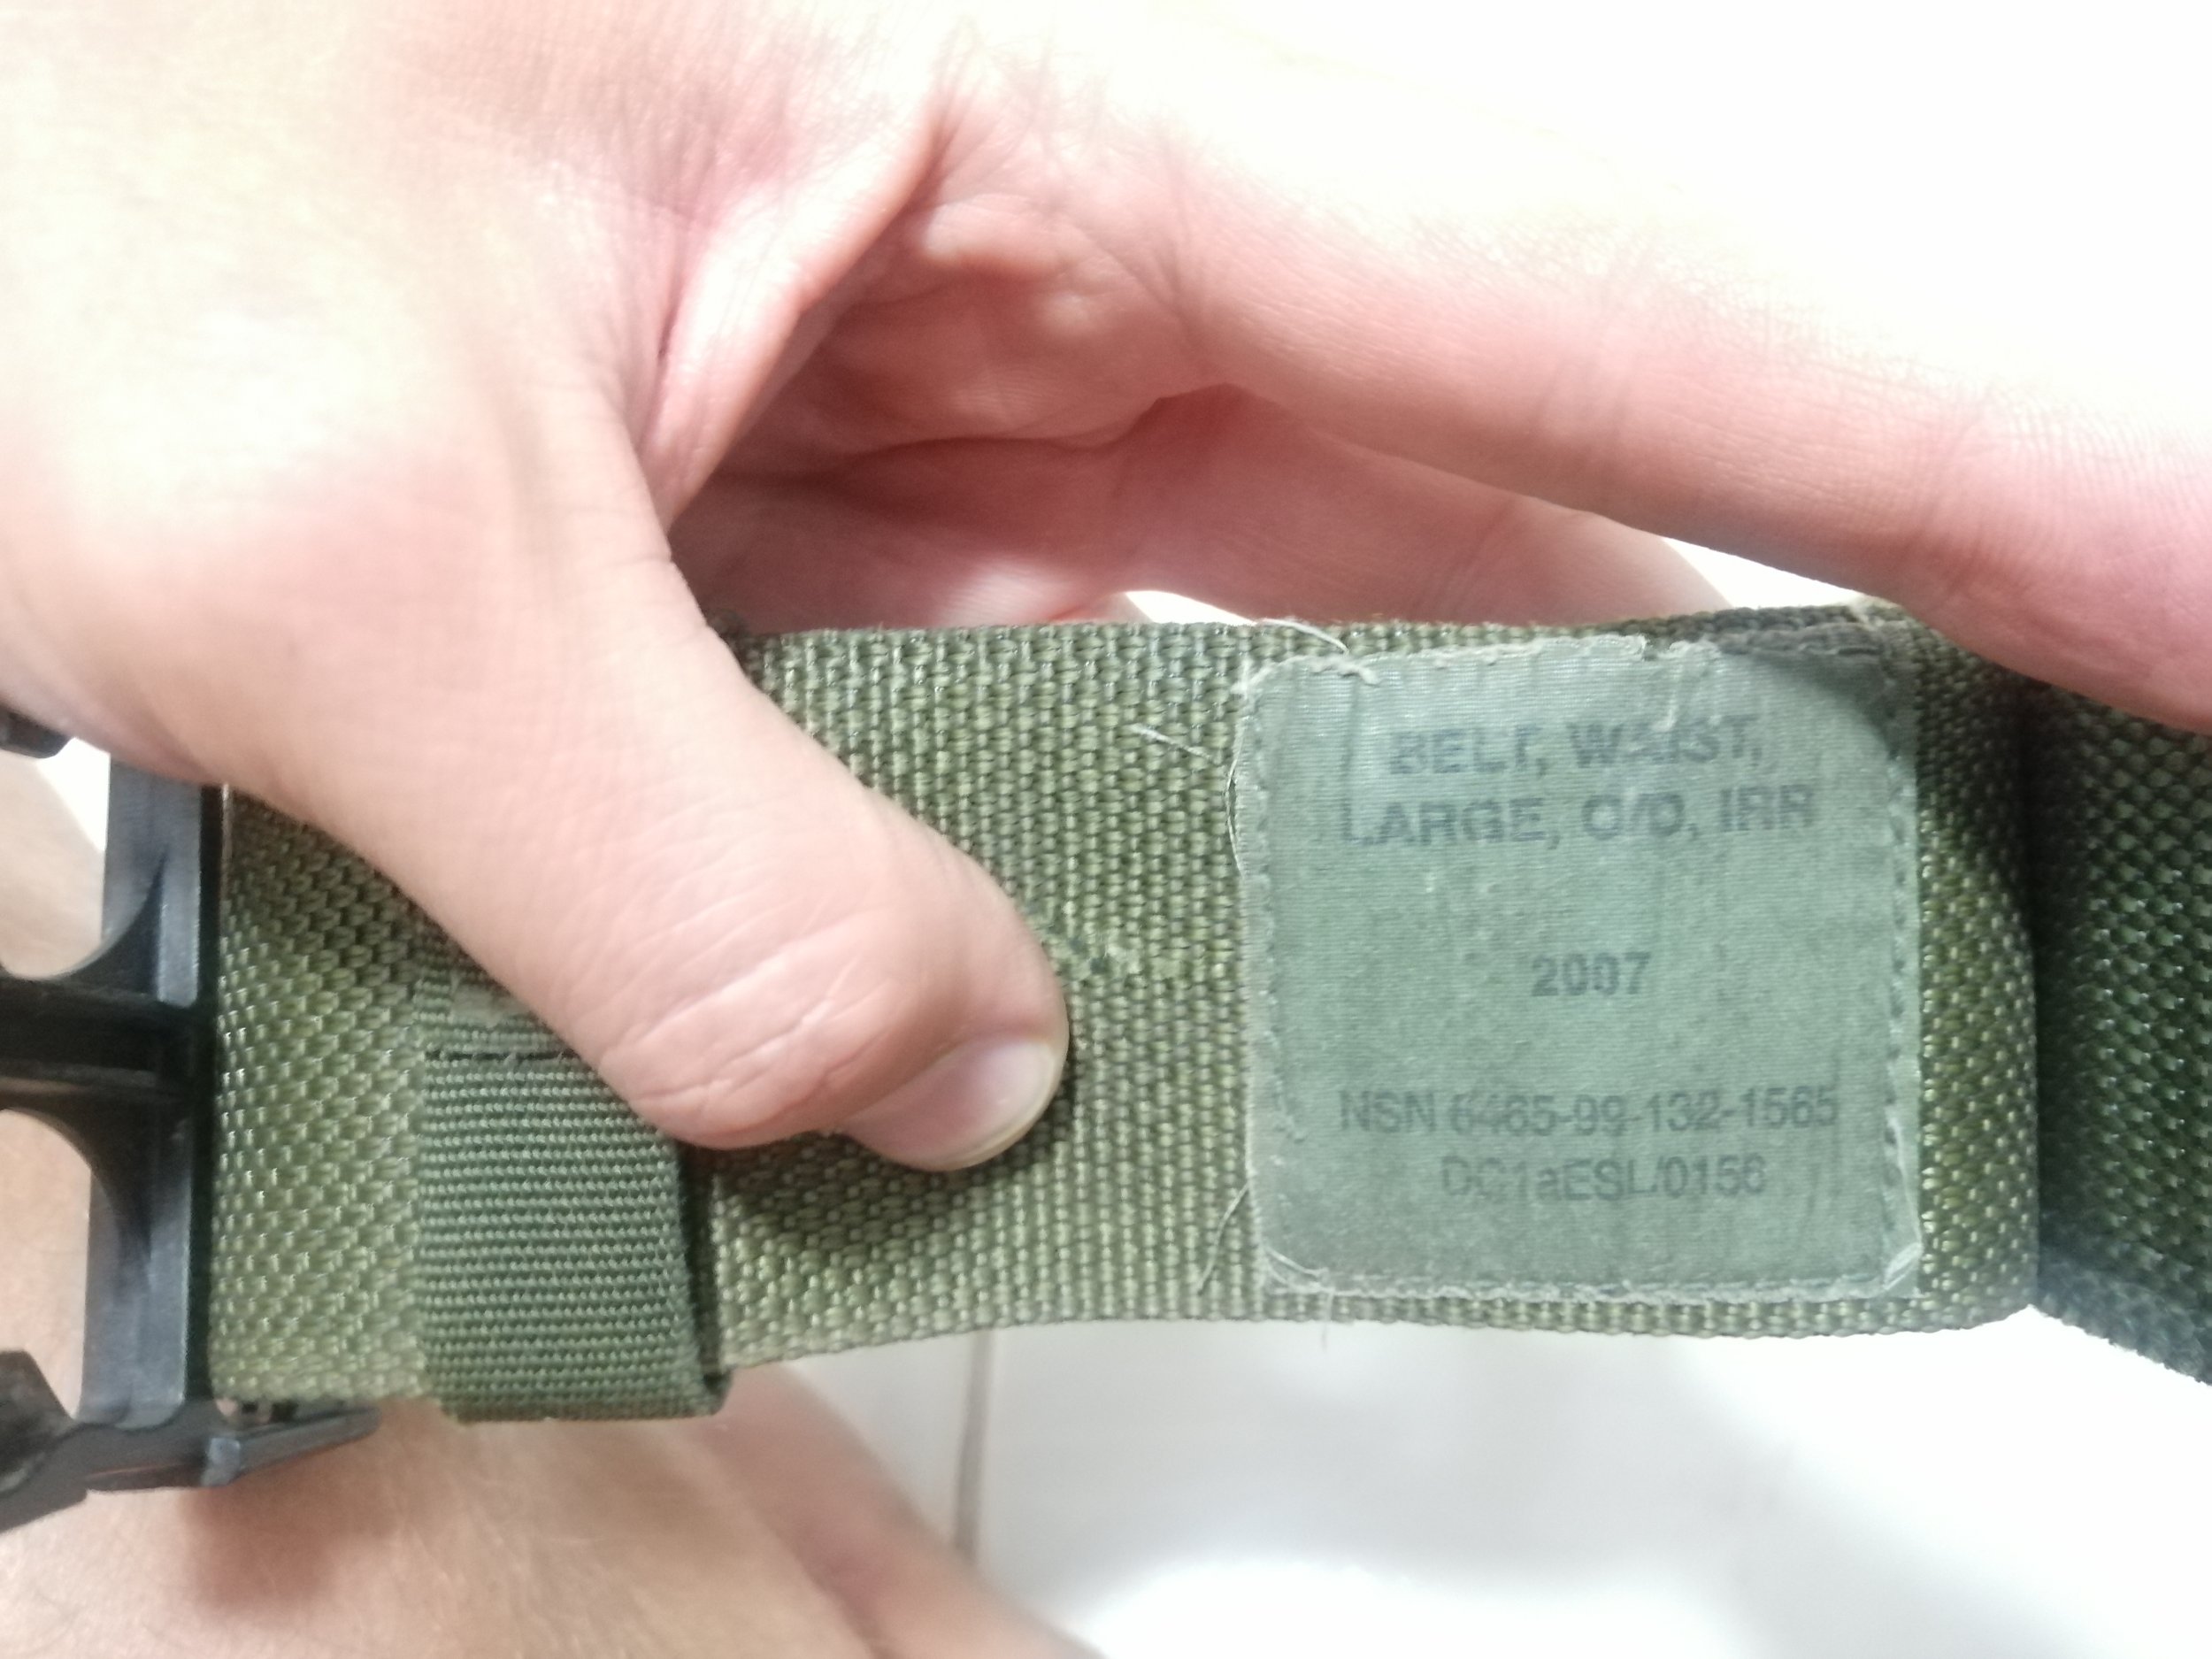 BELT, WAIST,
LARGE, O/D, IRR
2007
NSN 8465-99-132-1565
DC1aESL/0156